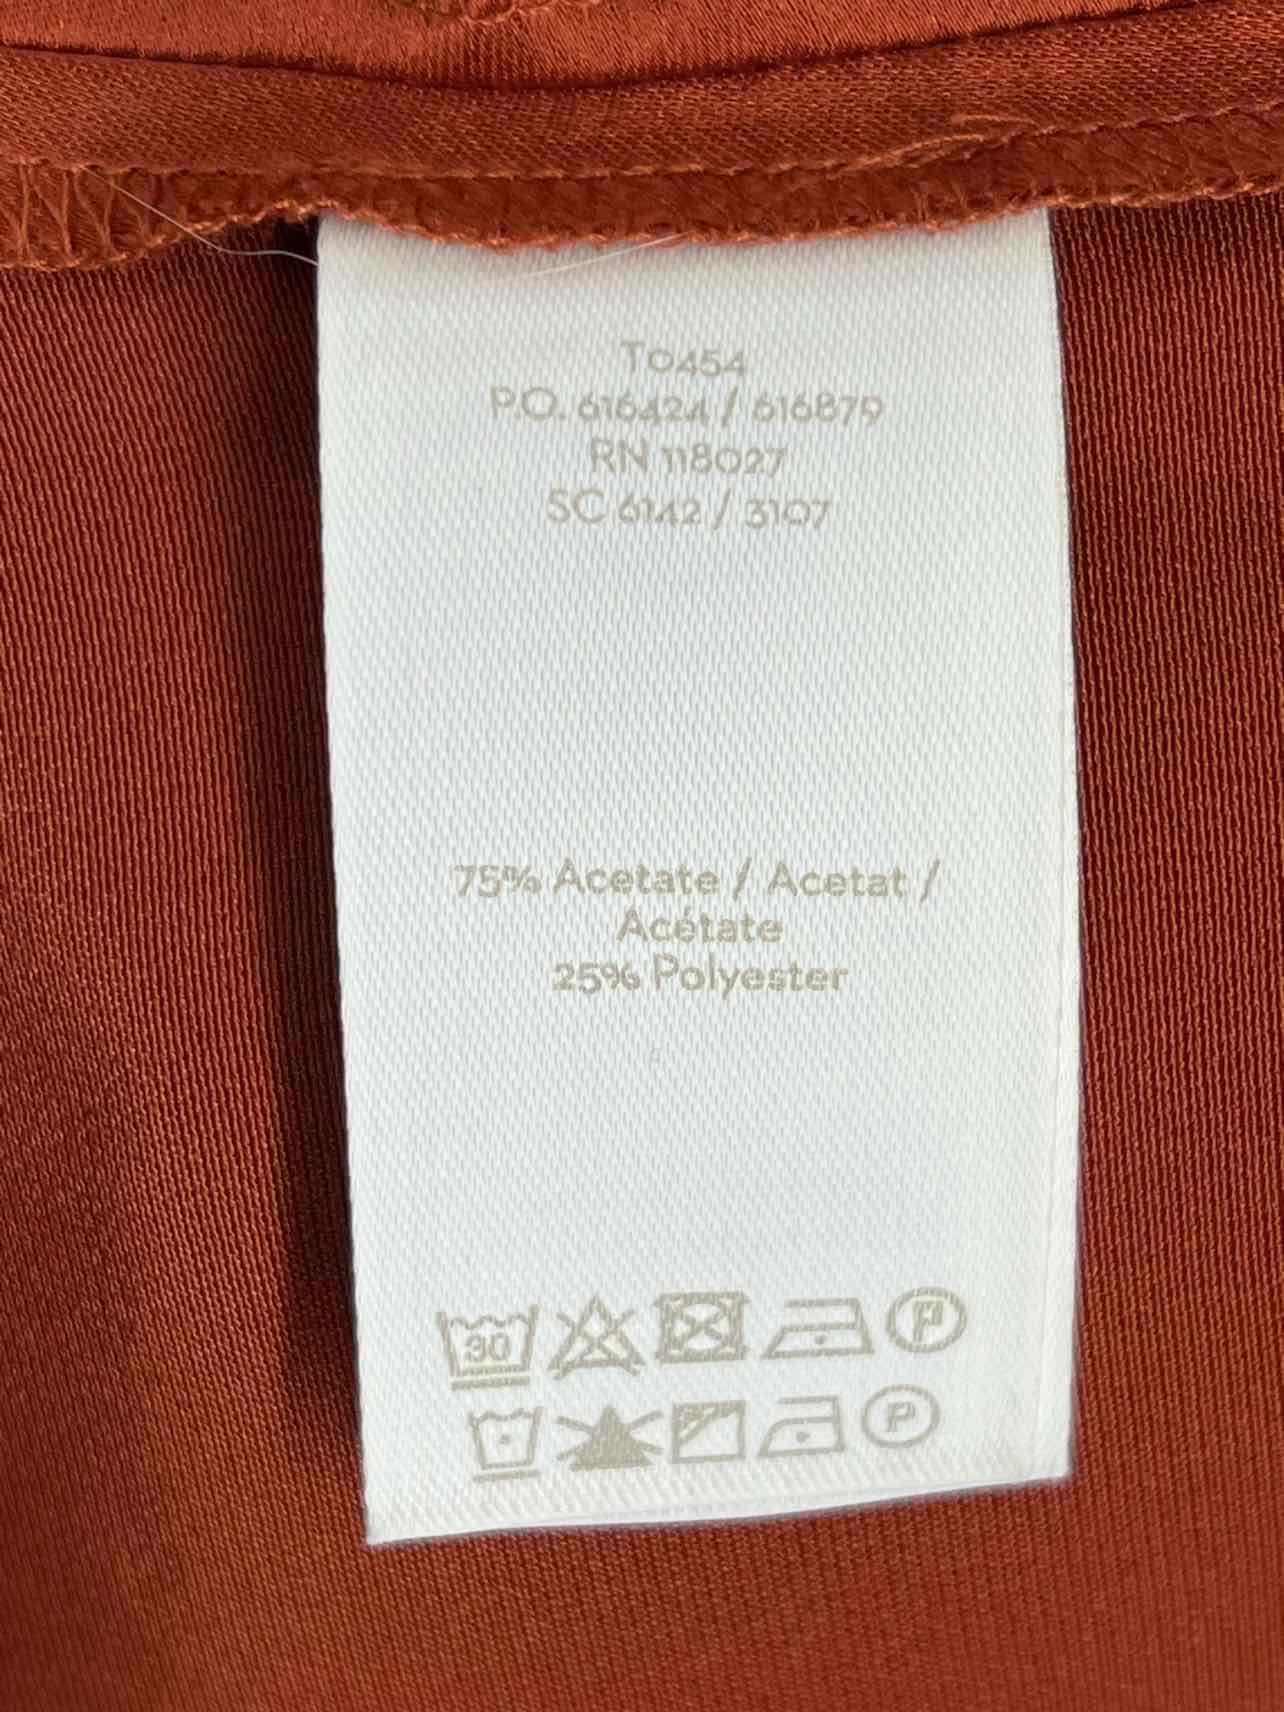 T0454
P.O. 616424 / 616879
RN 118027
SC 6142 / 3107
75% Acetate / Acetat /
Acétate
25% Polyester
30 P
P